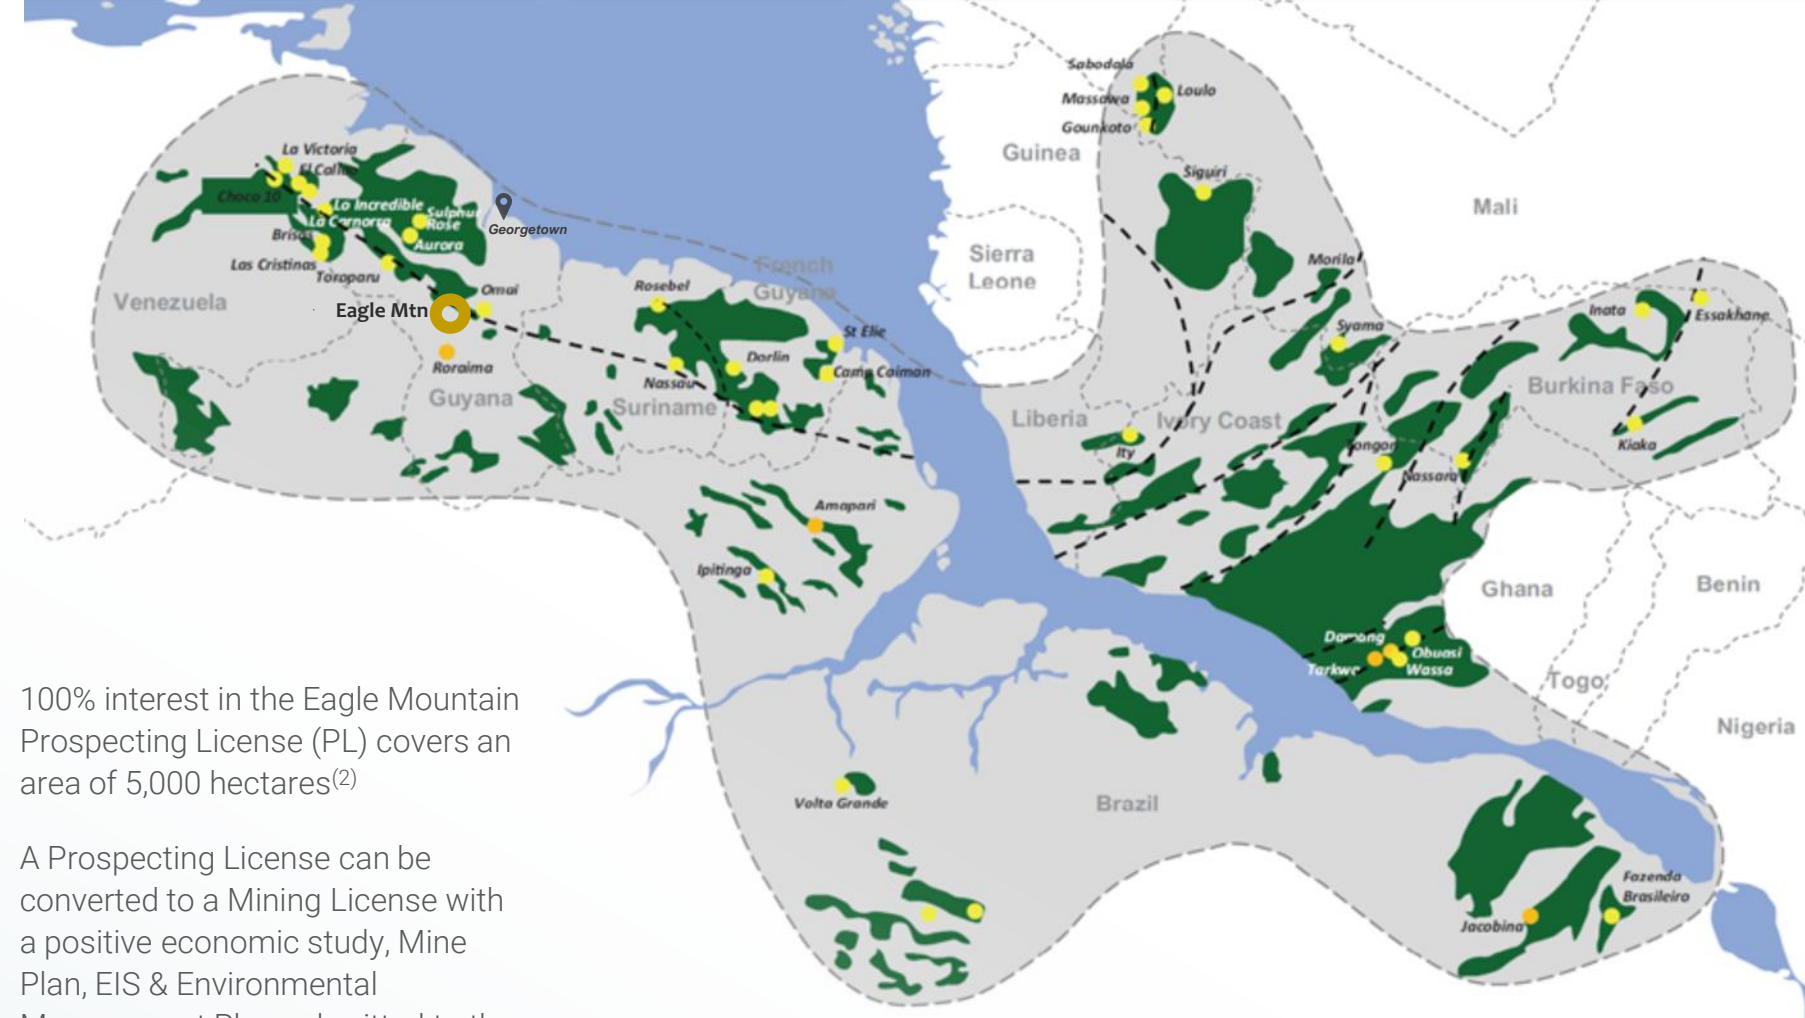 Sabodala
Massawa
Loulo
Gounkoto
Guinea
Siguiri
Mali
La Victoria
El Callao
Choco 10
La Incredible
La Camorra
Sulphur
Rose
Aurora
Brisas
Las Cristinas
Toroparu
Georgetown
Venezuela
Eagle Mtn
Omai
Roraima
Guyana
Rosebel
French
Guyana
St Elie
Dorlin
Camp Caiman
Nassau
Suriname
Sierra
Leone
Morila
Syama
Inata
Essakhane
Burkina Faso
Liberia
Ivory Coast
Ity
Tongon
Nassara
Kiaka
Amapari
Ipitinga
Ghana
Benin
Damang
Obuasi
Tarkwa
Wassa
Togo
Nigeria
Volta Grande
Brazil
Fazenda
Brasileiro
Jacobina
100% interest in the Eagle Mountain
Prospecting License (PL) covers an
area of 5,000 hectares(2)
A Prospecting License can be
converted to a Mining License with
a positive economic study, Mine
Plan, EIS & Environmental